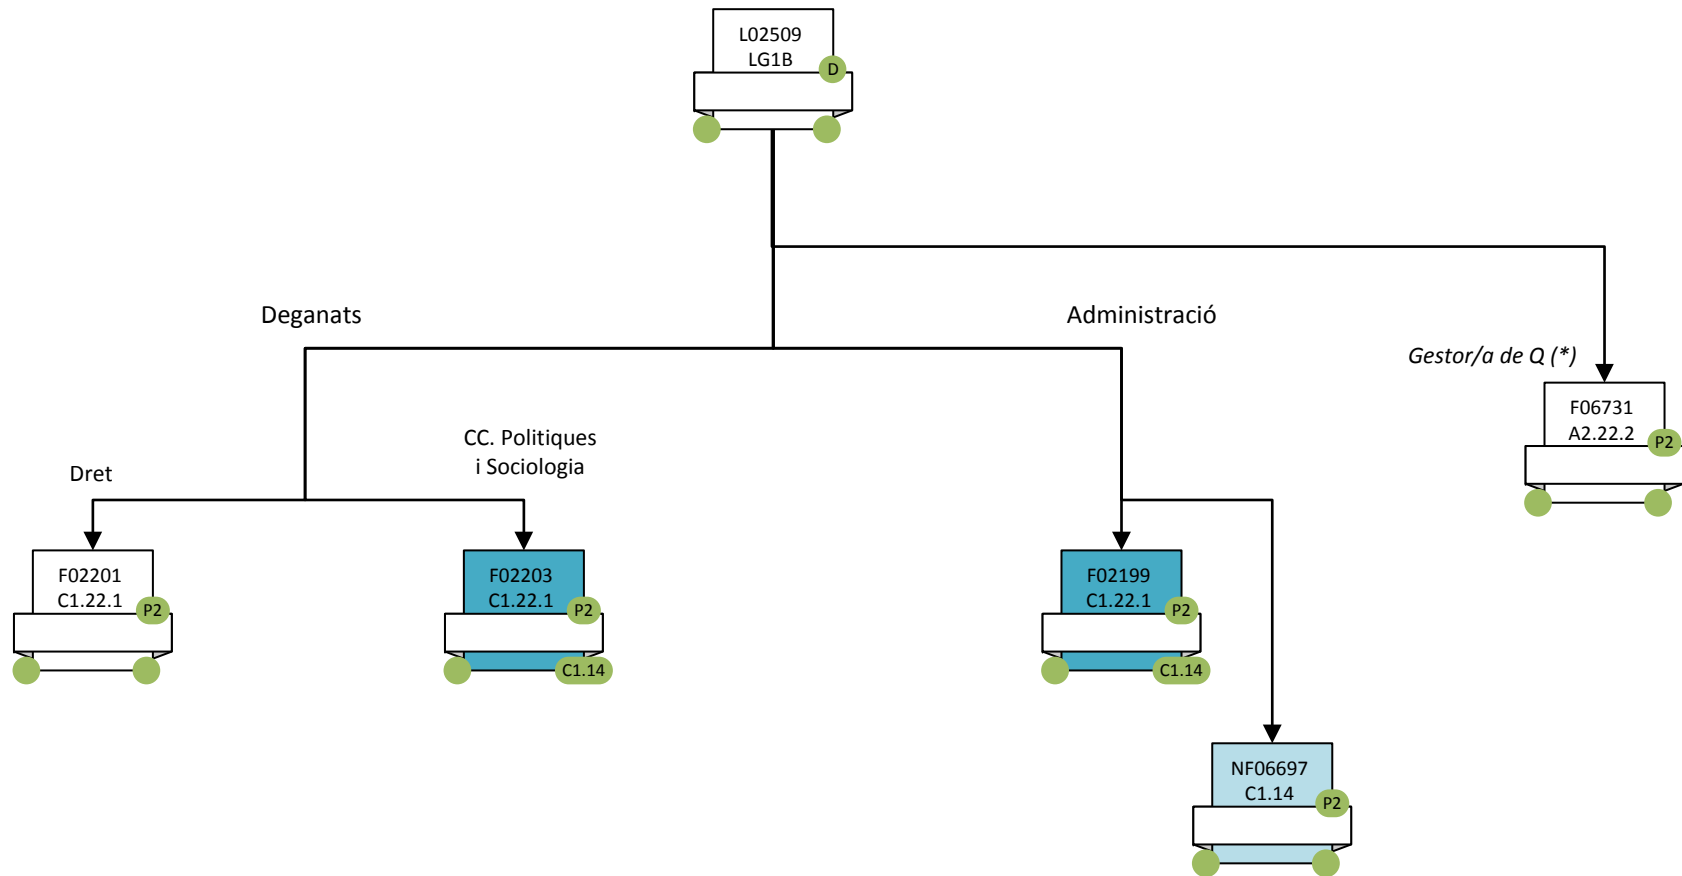 L02509
LG1B
D
Deganats
Administració
Gestor/a de Q (*)
F06731
A2.22.2
P2
CC. Politiques
i Sociologia
Dret
F02201
C1.22.1
P2
F02203
C1.22.1
P2
C1.14
F02199
C1.22.1
P2
C1.14
NF06697
C1.14
P2